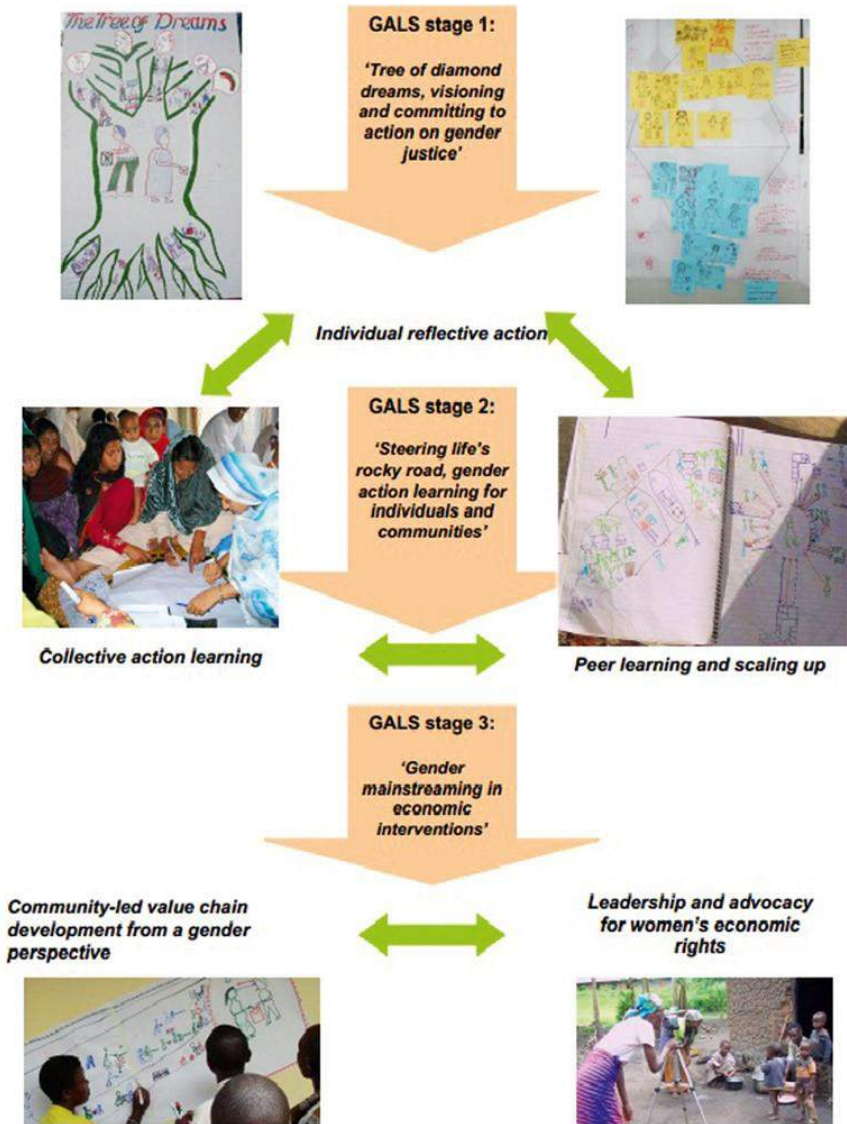 The Tree of Dreams
GALS stage 1:
‘Tree of diamond
dreams, visioning
and committing to
action on gender
justice’
Individual reflective action
GALS stage 2:
‘Steering life's
rocky road, gender
action learning for
individuals and
communities’
Collective action learning
Peer learning and scaling up
GALS stage 3:
‘Gender
mainstreaming in
economic
interventions’
Community-led value chain
development from a gender
perspective
Leadership and advocacy
for women's economic
rights